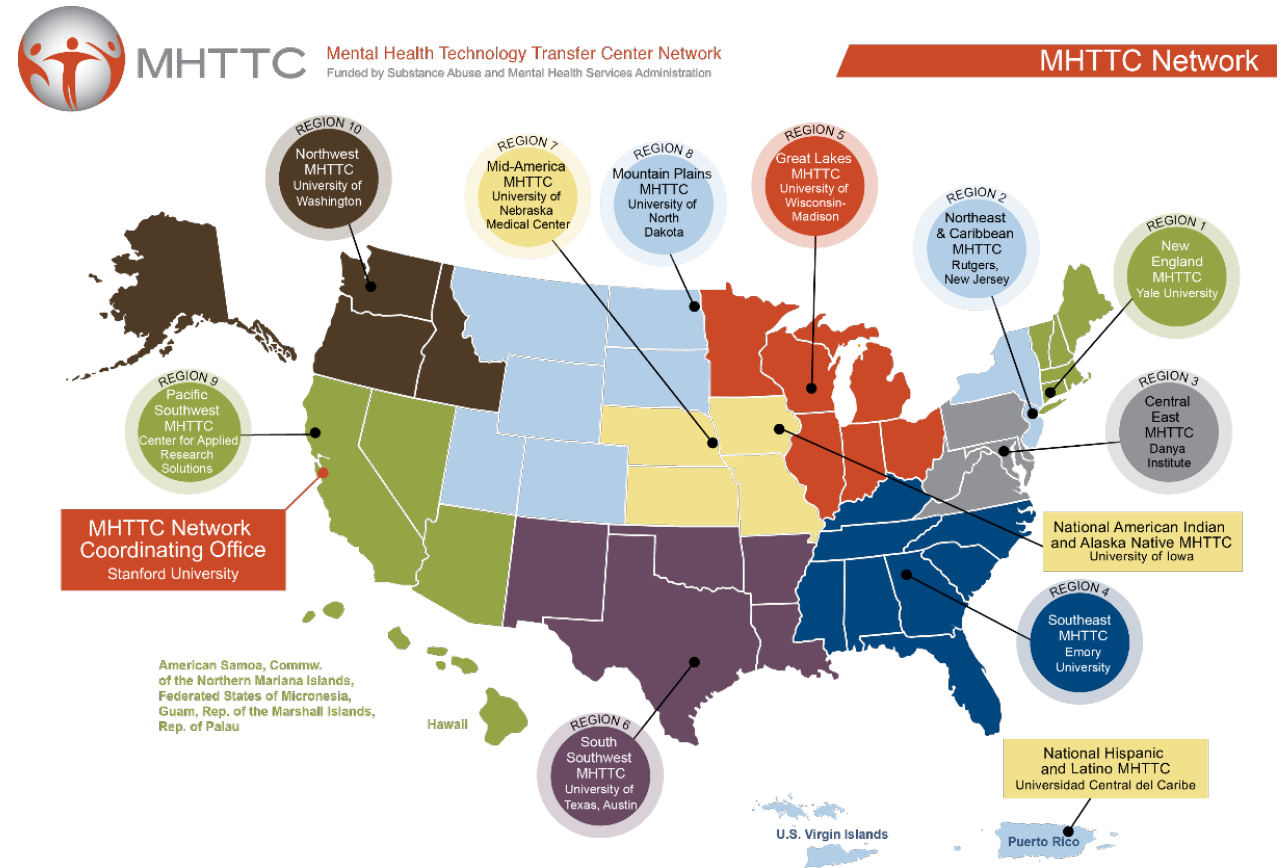 MHTTC
Mental Health Technology Transfer Center Network
Funded by Substance Abuse and Mental Health Services Administration
MHTTC Network
REGION 10
Northwest
MHTTC
University of
Washington
REGION 7
Mid-America
MHTTC
University of
Nebraska
Medical Center
REGION 8
Mountain Plains
MHTTC
University of
North
Dakota
REGION 5
Great Lakes
MHTTC
University of
Wisconsin-
Madison
REGION 2
Northeast
& Caribbean
MHTTC
Rutgers,
New Jersey
REGION 1
New
England
MHTTC
Yale University
REGION 9
Pacific
Southwest
MHTTC
Center for Applied
Research
Solutions
REGION 3
Central
East
MHTTC
Danya
Institute
MHTTC Network
Coordinating Office
Stanford University
National American Indian
and Alaska Native MHTTC
University of Iowa
REGION 4
Southeast
MHTTC
Emory
University
American Samoa, Commw.
of the Northern Mariana Islands,
Federated States of Micronesia,
Guam, Rep. of the Marshall Islands,
Rep. of Palau
Hawaii
REGION 6
South
Southwest
MHTTC
University of
Texas, Austin
National Hispanic
and Latino MHTTC
Universidad Central del Caribe
U.S. Virgin Islands
Puerto Rico